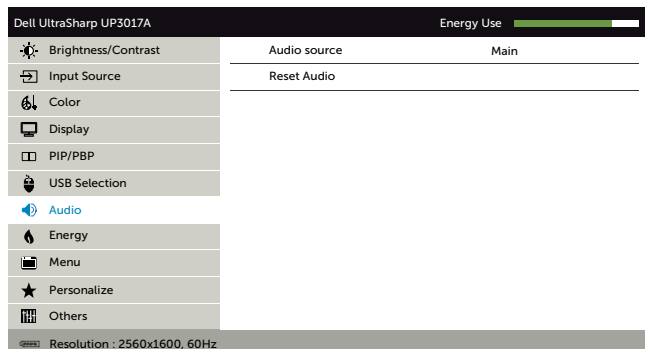 Dell UltraSharp UP3017A Energy Use
Brightness/Contrast Audio source Main
Input Source Reset Audio
Color
Display
PIP/PBP
USB Selection
Audio
Energy
Menu
Personalize
Others
Resolution : 2560x1600, 60Hz